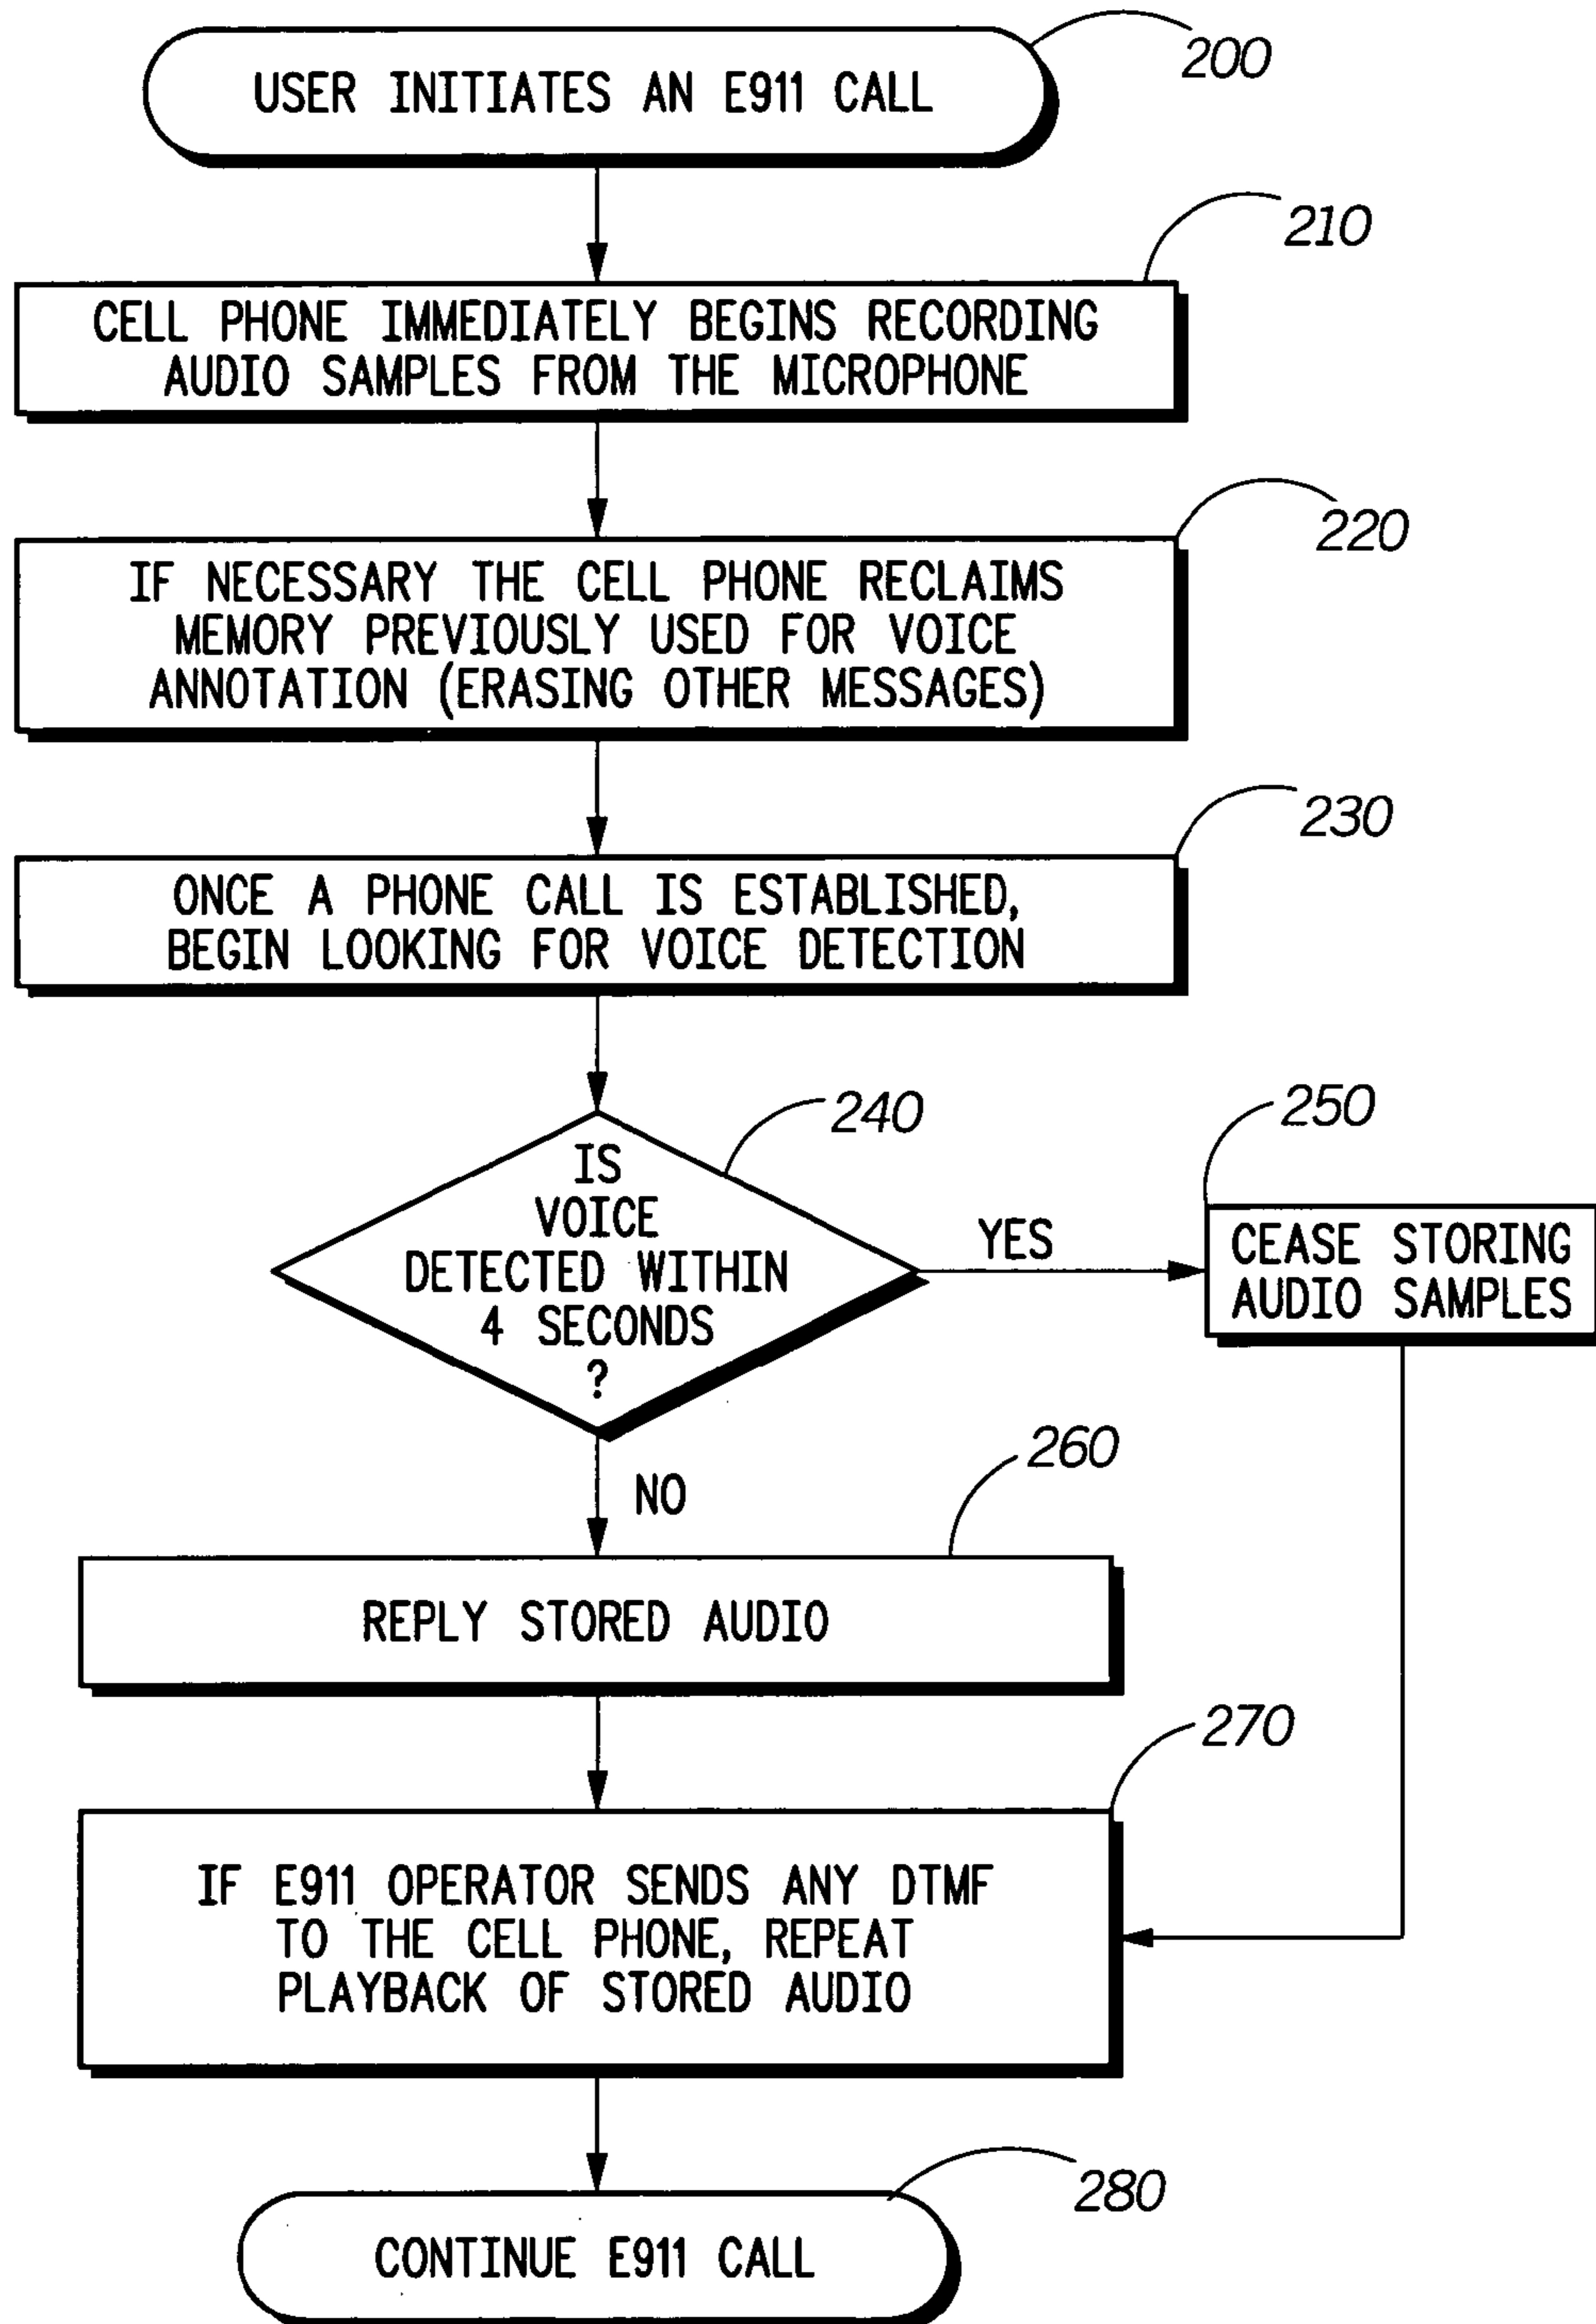 USER INITIATES AN E911 CALL
200
210
CELL PHONE IMMEDIATELY BEGINS RECORDING
AUDIO SAMPLES FROM THE MICROPHONE
220
IF NECESSARY THE CELL PHONE RECLAIMS
MEMORY PREVIOUSLY USED FOR VOICE
ANNOTATION (ERASING OTHER MESSAGES)
230
ONCE A PHONE CALL IS ESTABLISHED,
BEGIN LOOKING FOR VOICE DETECTION
240
IS
VOICE
DETECTED WITHIN
4 SECONDS
?
YES
250
CEASE STORING
AUDIO SAMPLES
NO
260
REPLY STORED AUDIO
270
IF E911 OPERATOR SENDS ANY DTMF
TO THE CELL PHONE, REPEAT
PLAYBACK OF STORED AUDIO
280
CONTINUE E911 CALL